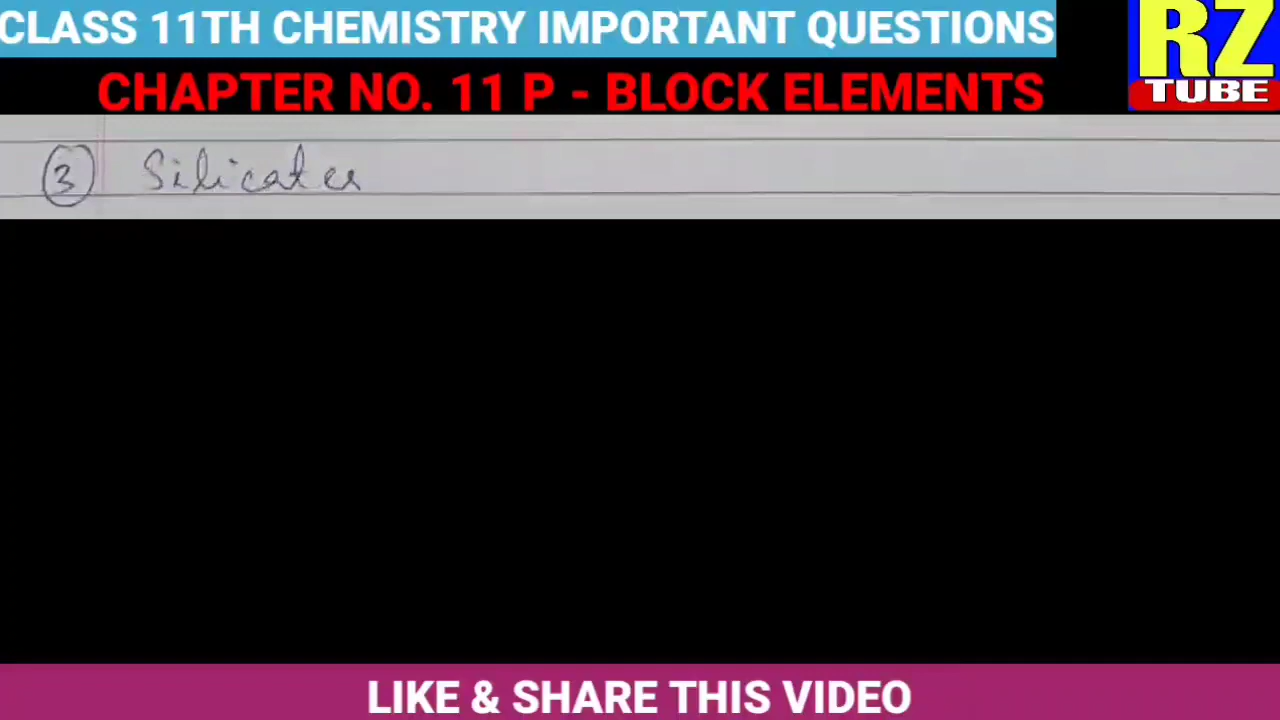 CLASS 11TH CHEMISTRY IMPORTANT QUESTIONS
RZ
TUBE
CHAPTER NO. 11 P - BLOCK ELEMENTS
3 Silicates
LIKE & SHARE THIS VIDEO